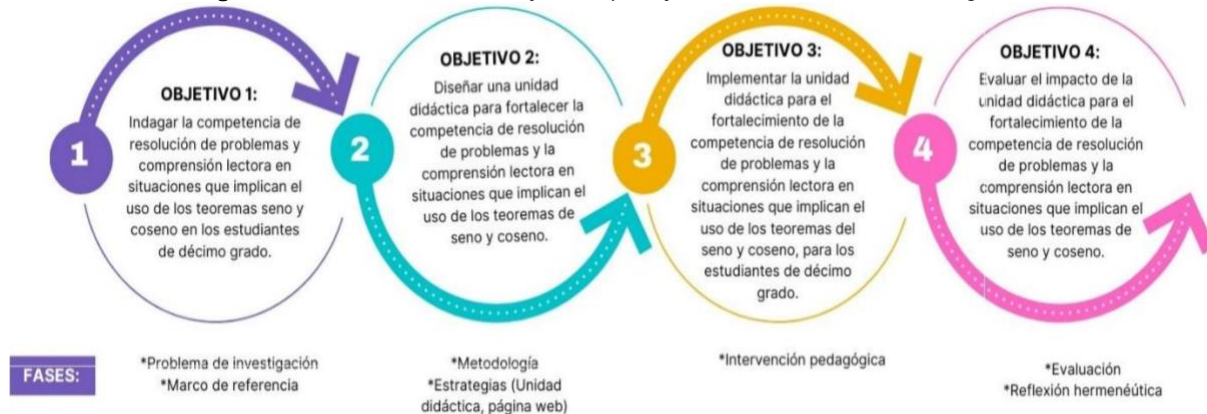 1
OBJETIVO 1:
Indagar la competencia de
resolución de problemas y
comprensión lectora en
situaciones que implican el
uso de los teoremas seno y
coseno en los estudiantes
de décimo grado.
2
OBJETIVO 2:
Diseñar una unidad
didáctica para fortalecer la
competencia de resolución
de problemas y la
comprensión lectora en
situaciones que implican el
uso de los teoremas de
seno y coseno.
3
OBJETIVO 3:
Implementar la unidad
didáctica para el
fortalecimiento de la
competencia de resolución
de problemas y la
comprensión lectora en
situaciones que implican el
uso de los teoremas del
seno y coseno, para los
estudiantes de décimo
grado.
4
OBJETIVO 4:
Evaluar el impacto de la
unidad didáctica para el
fortalecimiento de la
competencia de resolución
de problemas y la
comprensión lectora en
situaciones que implican el
uso de los teoremas de
seno y coseno.
FASES:
*Problema de investigación
*Marco de referencia
*Metodología
*Estrategias (Unidad
didáctica, página web)
*Intervención pedagógica
*Evaluación
*Reflexión hermenéutica